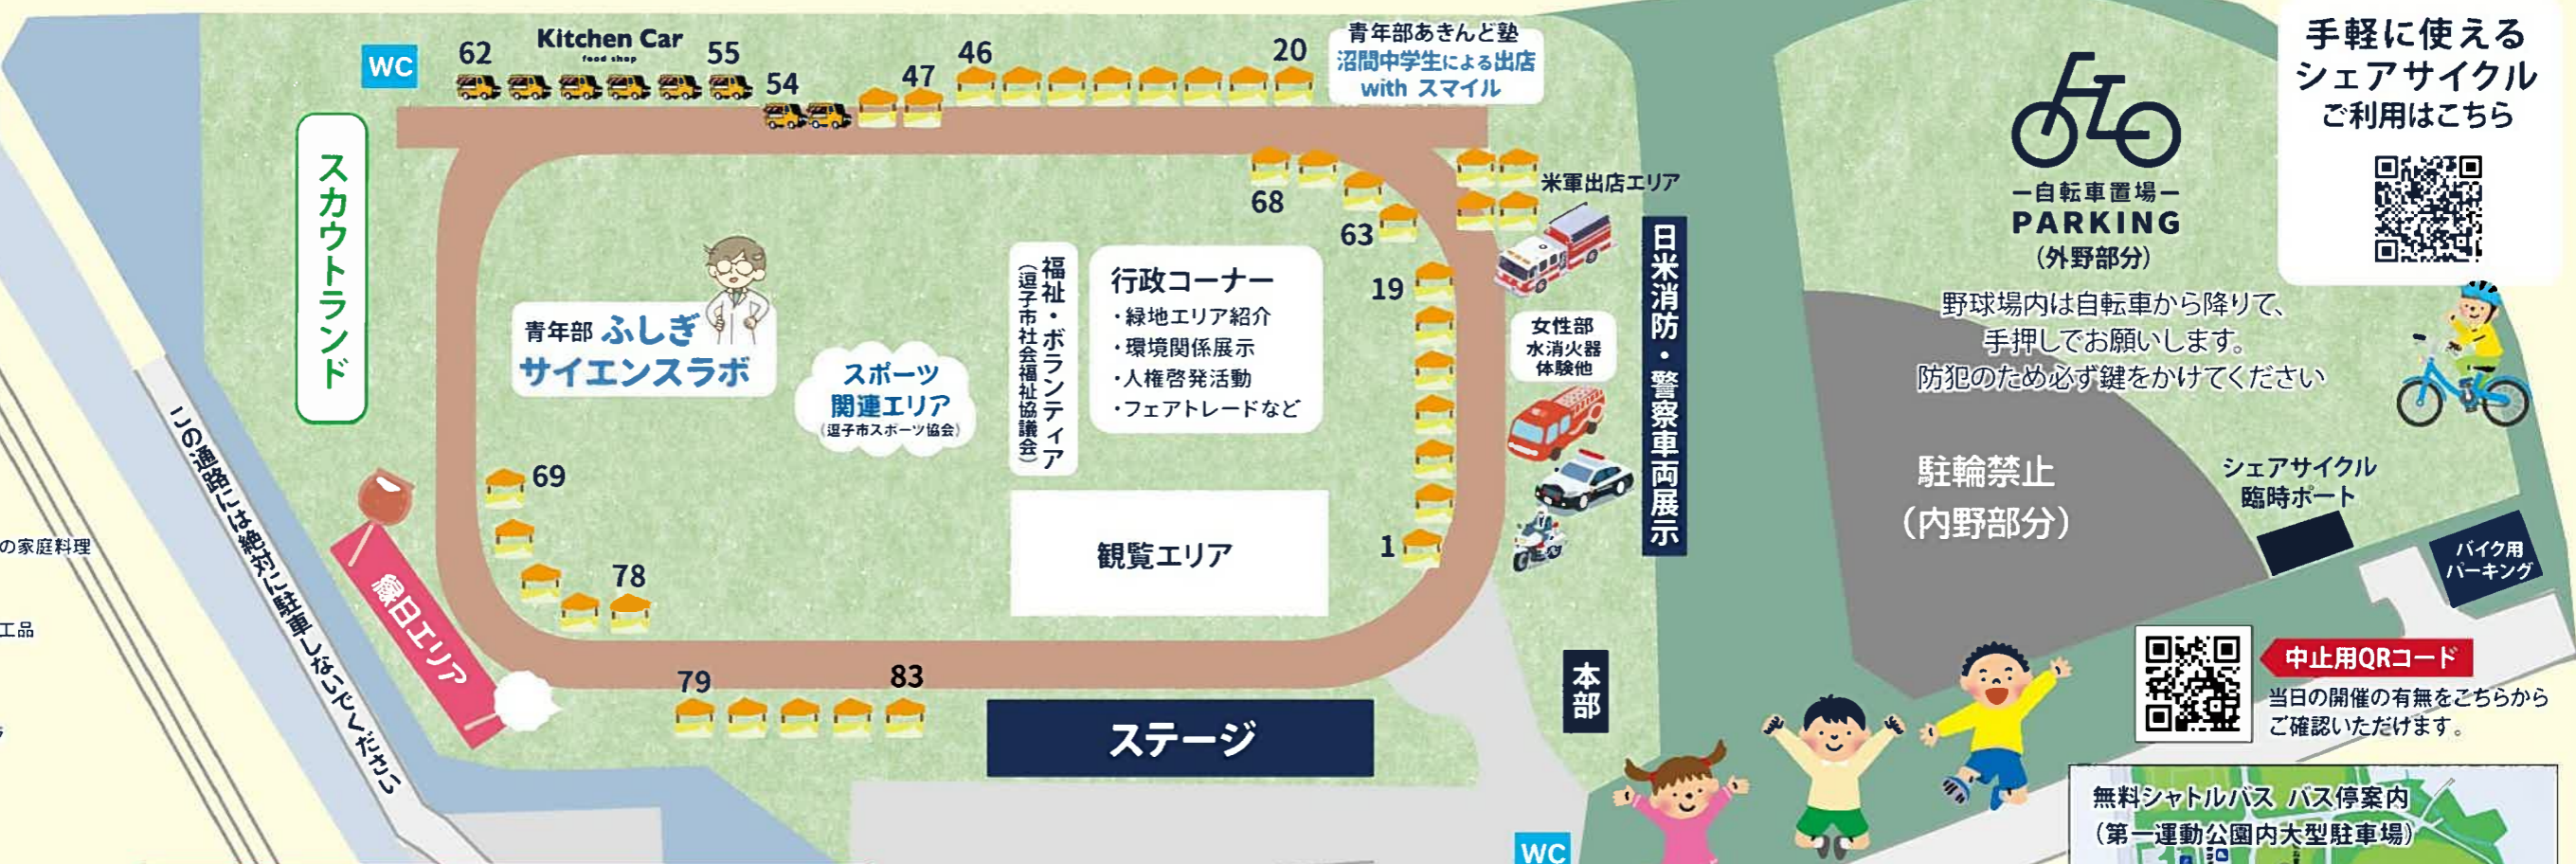 WC
62
Kitchen Car
food shop
55
54
47
46
20
青年部あきんど塾
沼間中学生による出店
with スマイル
スカウトランド
68
63
米軍出店エリア
19
1
日米消防・警察車両展示
女性部
水消火器
体験他
青年部 ふしぎ
サイエンスラボ
スポーツ
関連エリア
(逗子市スポーツ協会)
福祉・ボランティア
(逗子市社会福祉協議会)
行政コーナー
・緑地エリア紹介
・環境関係展示
・人権啓発活動
・フェアトレードなど
観覧エリア
69
78
縁日エリア
79
83
ステージ
本部
WC
この通路には絶対に駐車しないでください
の家庭料理
工品
ー自転車置場ー
PARKING
(外野部分)
野球場内は自転車から降りて、
手押しでお願いします。
防犯のため必ず鍵をかけてください
駐輪禁止
(内野部分)
手軽に使える
シェアサイクル
ご利用はこちら
シェアサイクル
臨時ポート
バイク用
パーキング
中止用QRコード
当日の開催の有無をこちらから
ご確認いただけます。
無料シャトルバス バス停案内
(第一運動公園内大型駐車場)